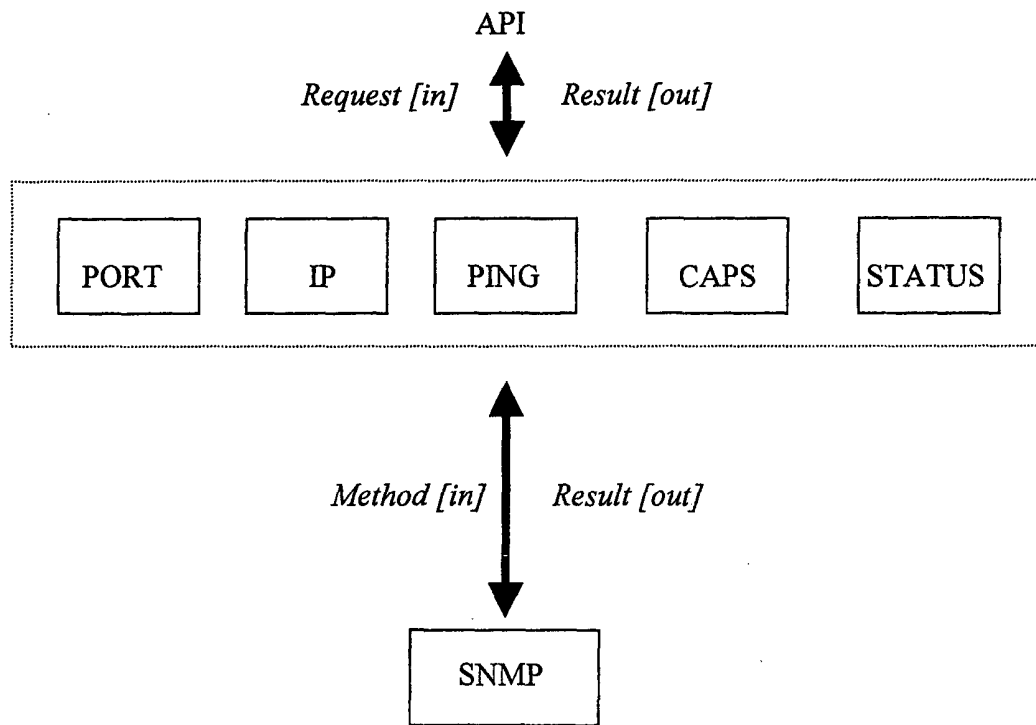 API
Request [in] Result [out]
PORT IP PING CAPS STATUS
Method [in] Result [out]
SNMP